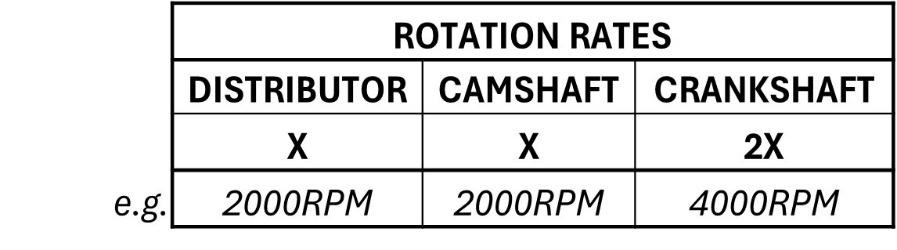 ROTATION RATES
DISTRIBUTOR CAMSHAFT CRANKSHAFT
X X 2X
e.g. 2000RPM 2000RPM 4000RPM